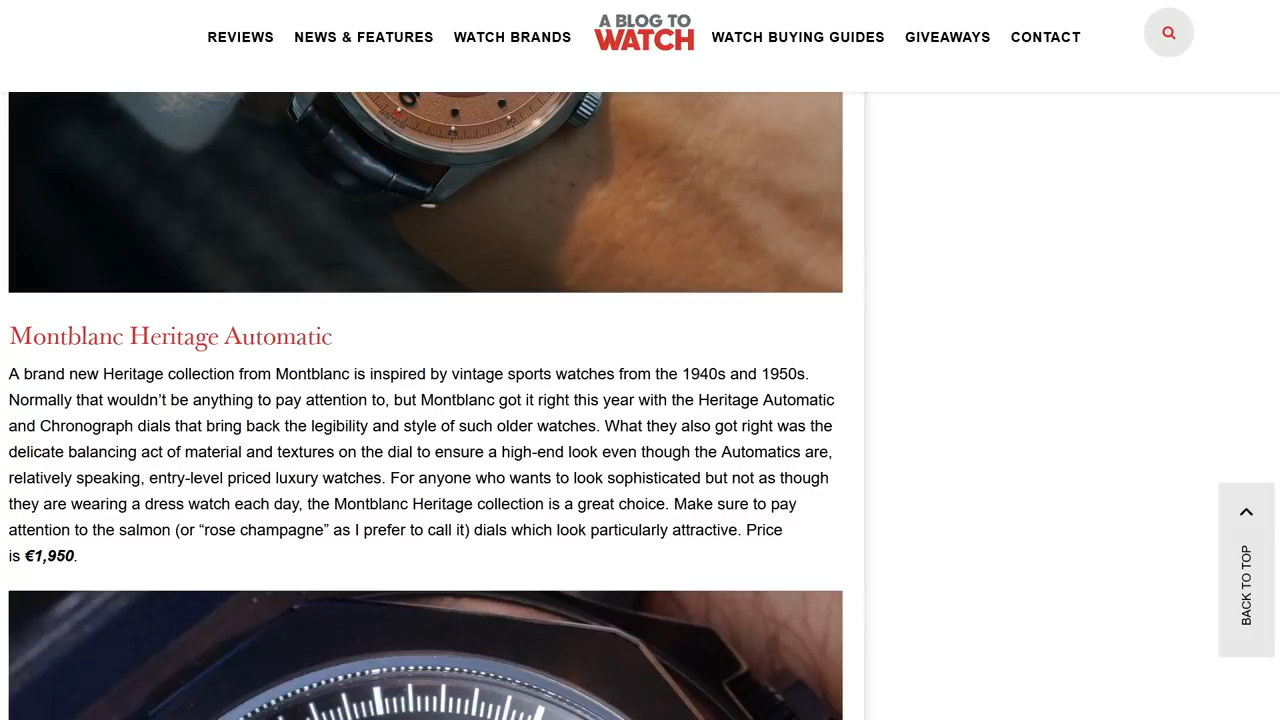 REVIEWS NEWS & FEATURES WATCH BRANDS A BLOG TO WATCH WATCH BUYING GUIDES GIVEAWAYS CONTACT
Montblanc Heritage Automatic
A brand new Heritage collection from Montblanc is inspired by vintage sports watches from the 1940s and 1950s.
Normally that wouldn’t be anything to pay attention to, but Montblanc got it right this year with the Heritage Automatic
and Chronograph dials that bring back the legibility and style of such older watches. What they also got right was the
delicate balancing act of material and textures on the dial to ensure a high-end look even though the Automatics are,
relatively speaking, entry-level priced luxury watches. For anyone who wants to look sophisticated but not as though
they are wearing a dress watch each day, the Montblanc Heritage collection is a great choice. Make sure to pay
attention to the salmon (or “rose champagne” as I prefer to call it) dials which look particularly attractive. Price
is €1,950.
BACK TO TOP